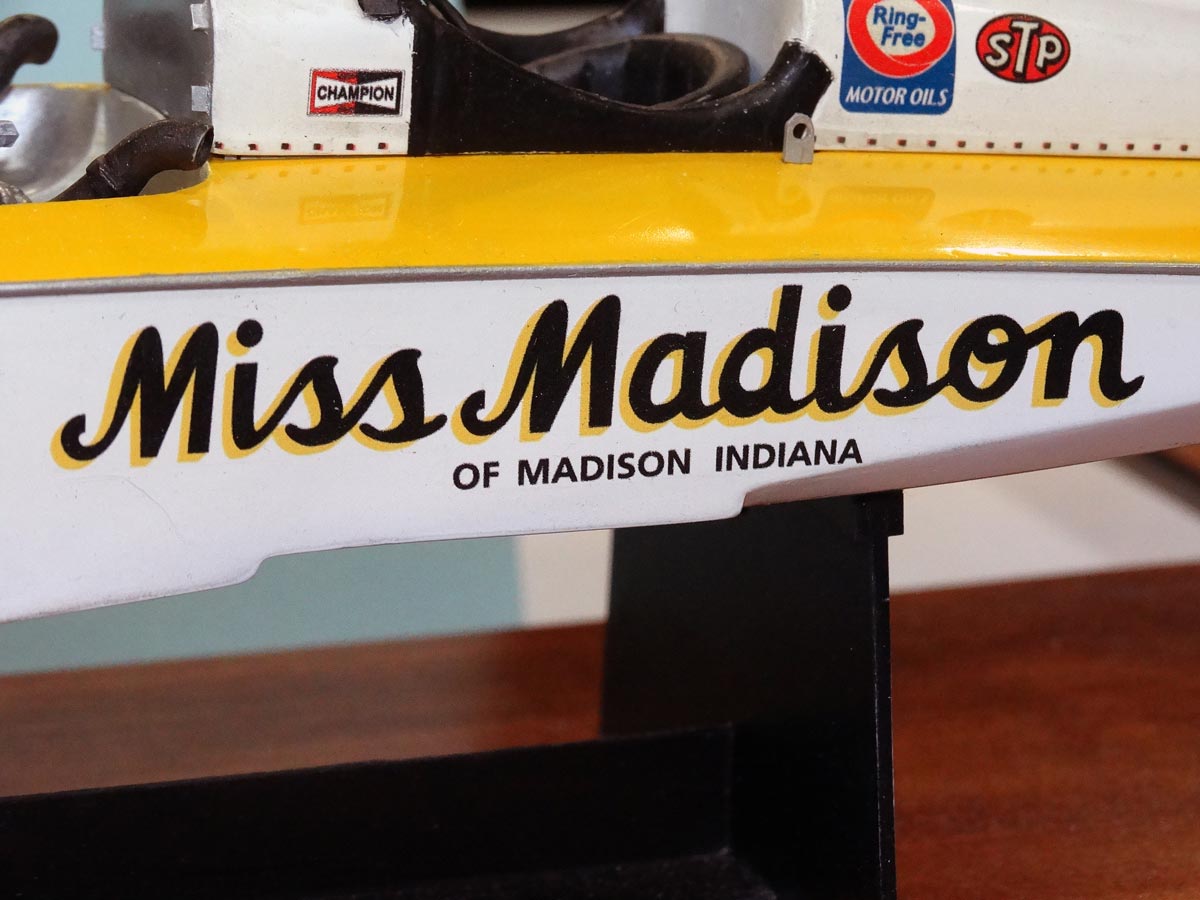 CHAMPION
Ring-
Free
MOTOR OILS
STP
Miss Madison
OF MADISON INDIANA